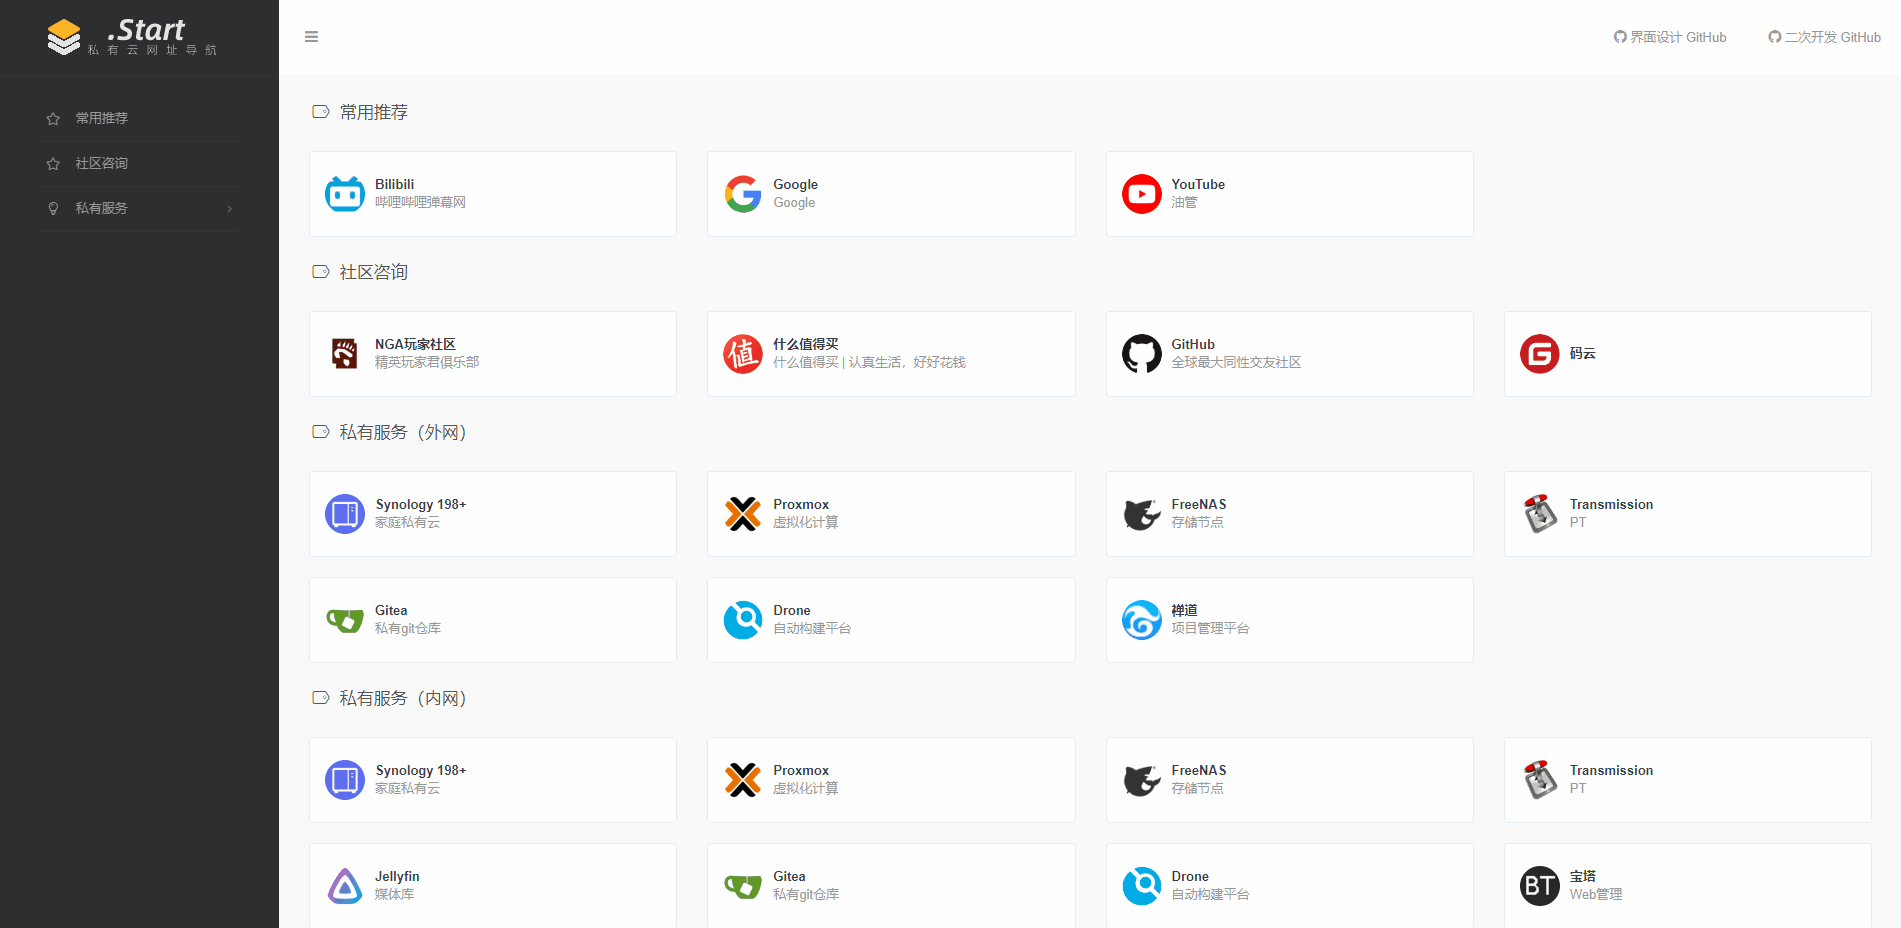 .Start
私有云网址导航
界面设计 GitHub
二次开发 GitHub
常用推荐
社区咨询
私有服务
常用推荐
Bilibili
哔哩哔哩弹幕网
Google
Google
YouTube
油管
社区咨询
NGA玩家社区
精英玩家君俱乐部
值
什么值得买
什么值得买 | 认真生活，好好花钱
GitHub
全球最大同性交友社区
码云
私有服务（外网）
Synology 198+
家庭私有云
Proxmox
虚拟化计算
FreeNAS
存储节点
Transmission
PT
Gitea
私有git仓库
Drone
自动构建平台
禅道
项目管理平台
私有服务（内网）
Synology 198+
家庭私有云
Proxmox
虚拟化计算
FreeNAS
存储节点
Transmission
PT
Jellyfin
媒体库
Gitea
私有git仓库
Drone
自动构建平台
BT
宝塔
Web管理